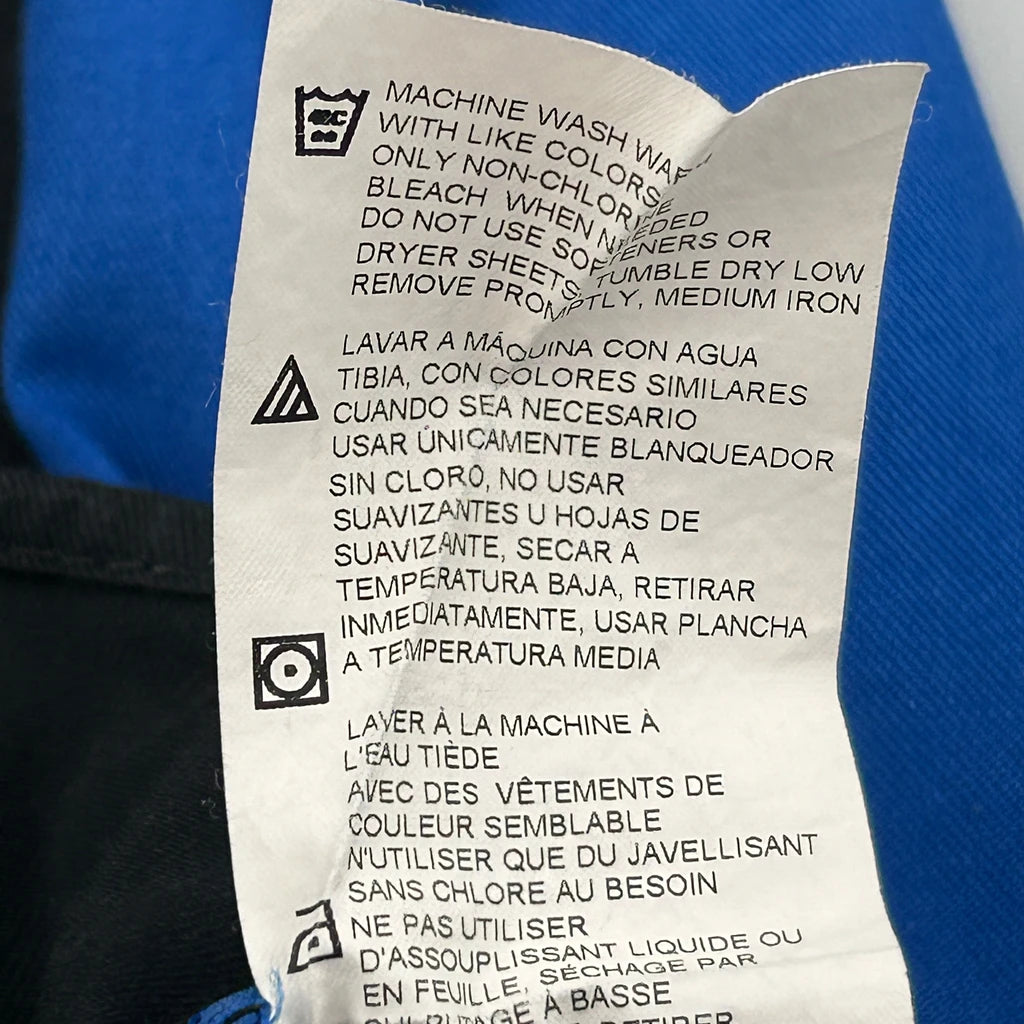 MACHINE WASH WARM
WITH LIKE COLORS
ONLY NON-CHLORINE
BLEACH WHEN NEEDED
DO NOT USE SOFTENERS OR
DRYER SHEETS, TUMBLE DRY LOW
REMOVE PROMPTLY, MEDIUM IRON
LAVAR A MÁQUINA CON AGUA
TIBIA, CON COLORES SIMILARES
CUANDO SEA NECESARIO
USAR ÚNICAMENTE BLANQUEADOR
SIN CLORO, NO USAR
SUAVIZANTES U HOJAS DE
SUAVIZANTE, SECAR A
TEMPERATURA BAJA, RETIRAR
INMEDIATAMENTE, USAR PLANCHA
A TEMPERATURA MEDIA
LAVER À LA MACHINE À
L'EAU TIÈDE
AVEC DES VÊTEMENTS DE
COULEUR SEMBLABLE
N'UTILISER QUE DU JAVELLISANT
SANS CHLORE AU BESOIN
NE PAS UTILISER
D'ASSOUPLISSANT LIQUIDE OU
EN FEUILLE, SÉCHAGE PAR
À BASSE